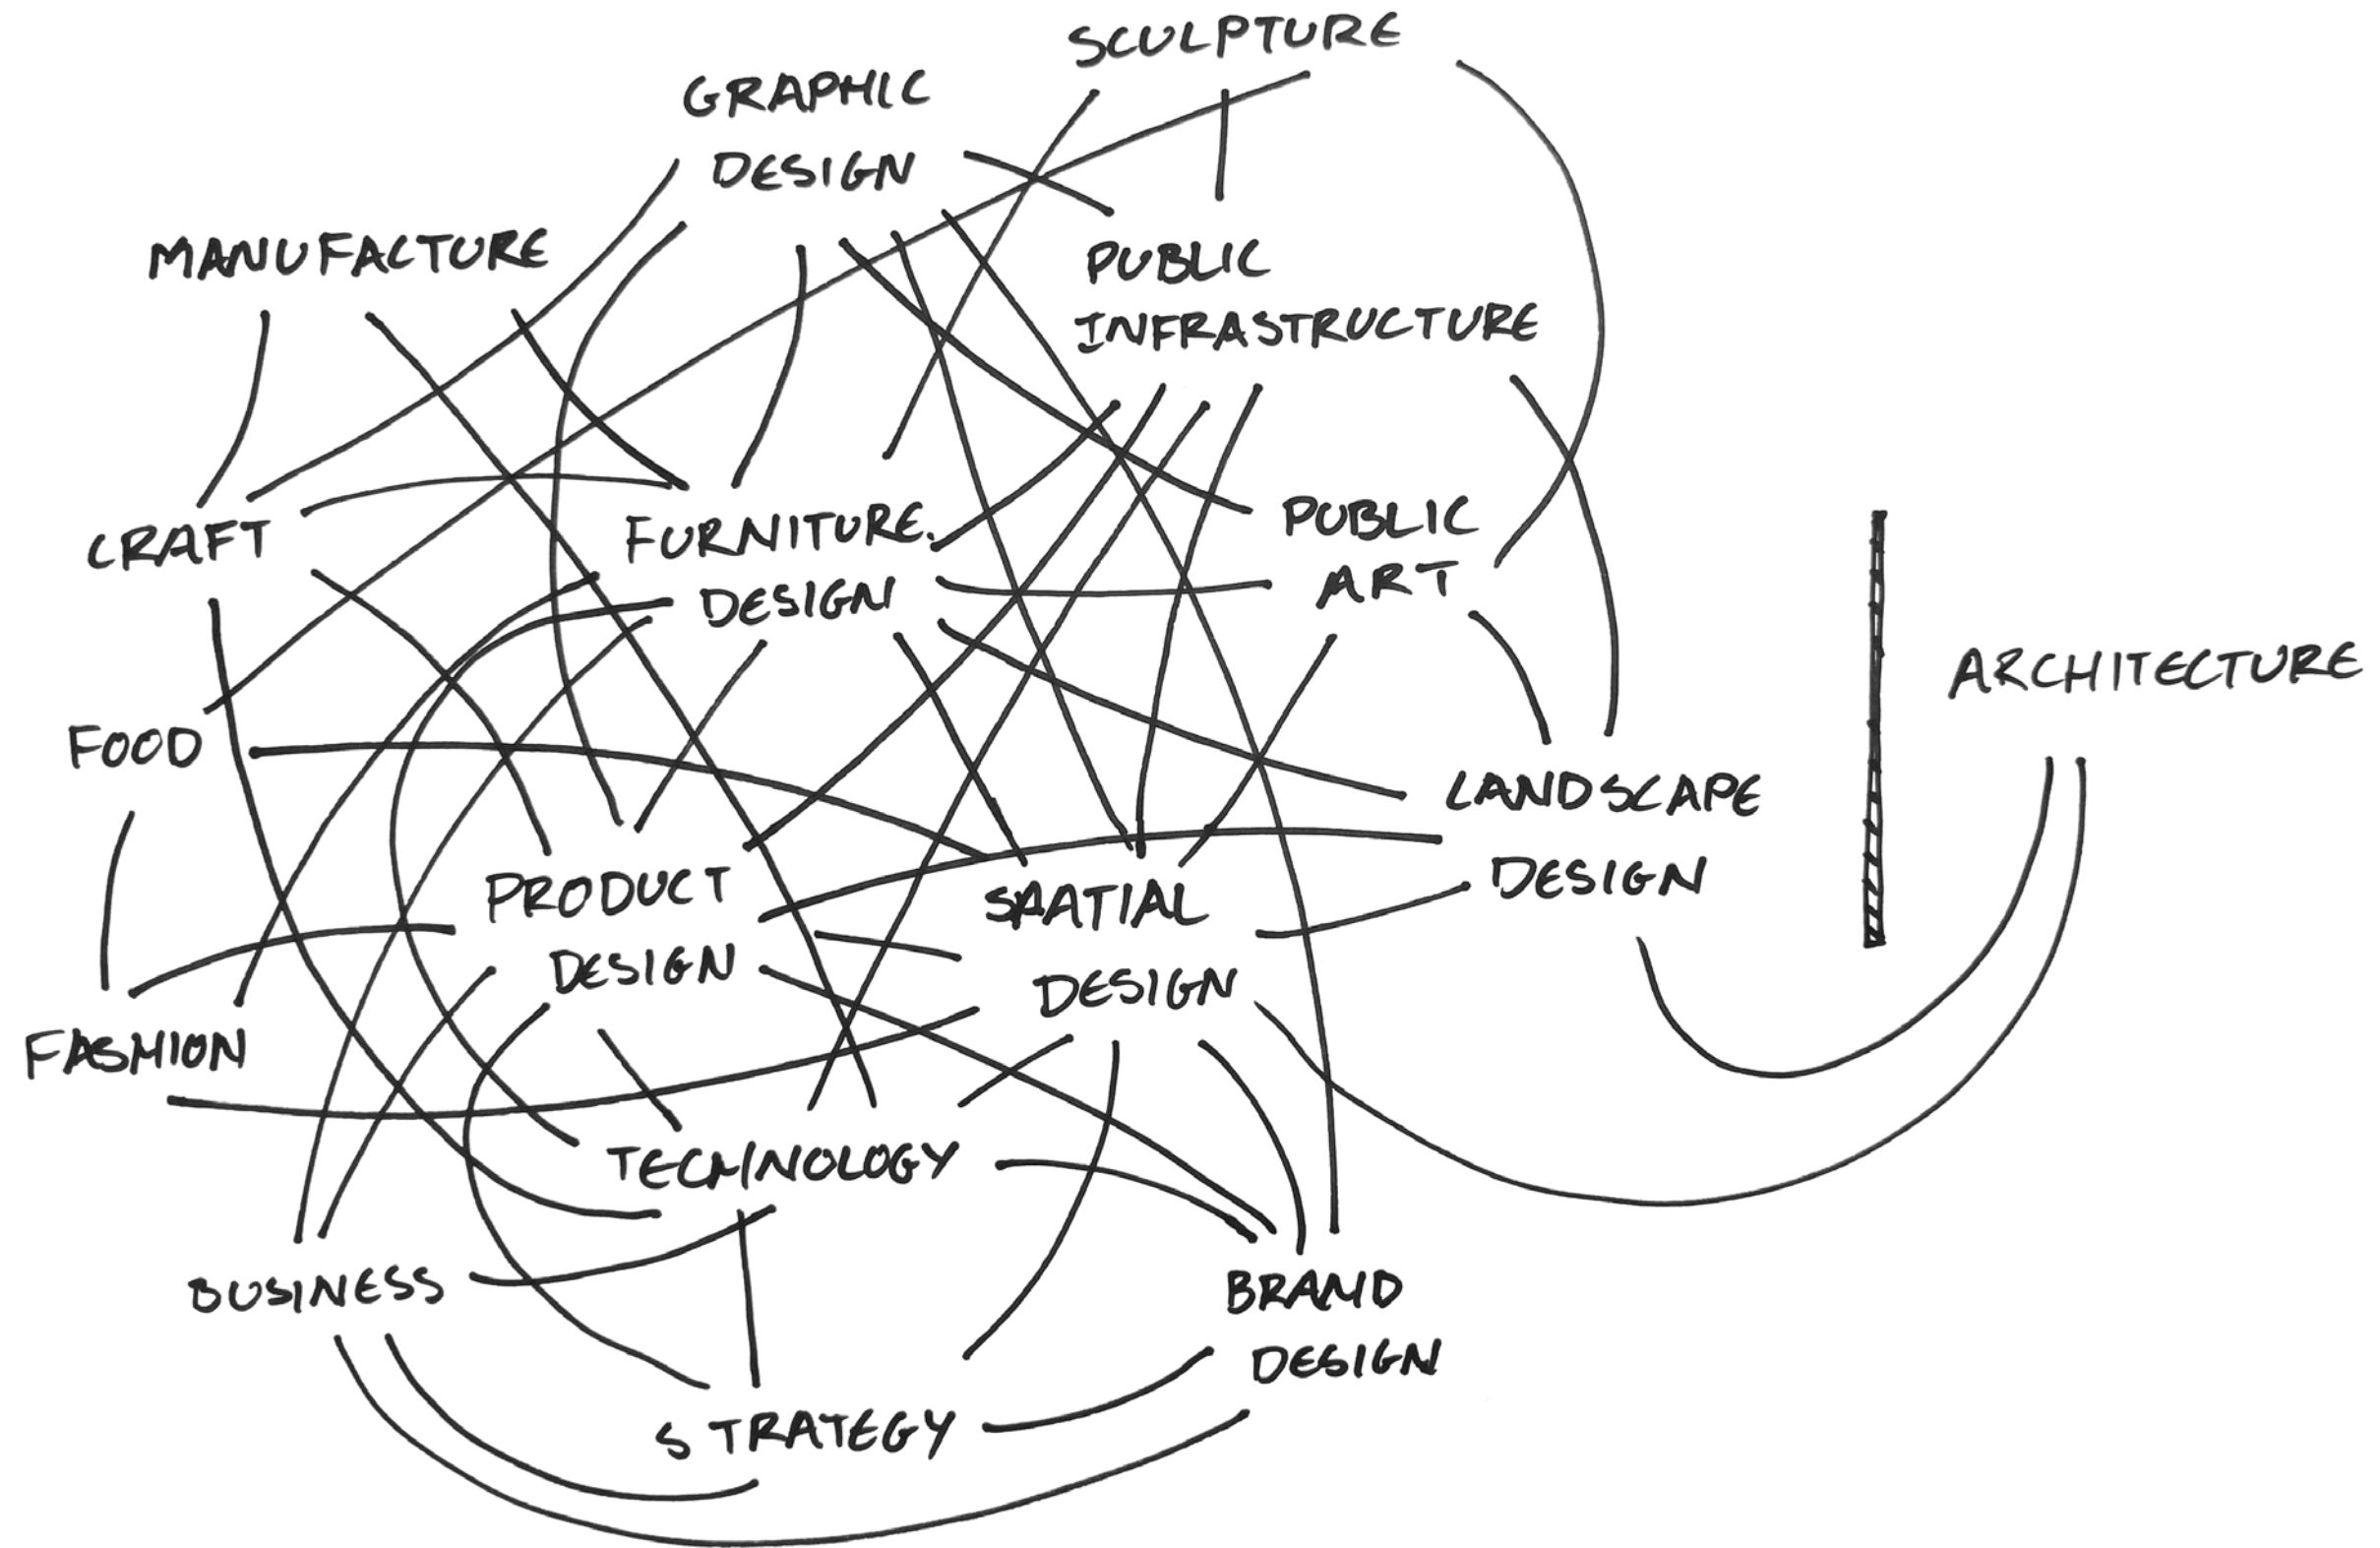 SCULPTURE
GRAPHIC
DESIGN
MANUFACTURE
PUBLIC
INFRASTRUCTURE
CRAFT
FURNITURE
DESIGN
PUBLIC
ART
ARCHITECTURE
FOOD
LANDSCAPE
DESIGN
PRODUCT
DESIGN
SPATIAL
DESIGN
FASHION
TECHNOLOGY
BUSINESS
BRAND
DESIGN
STRATEGY